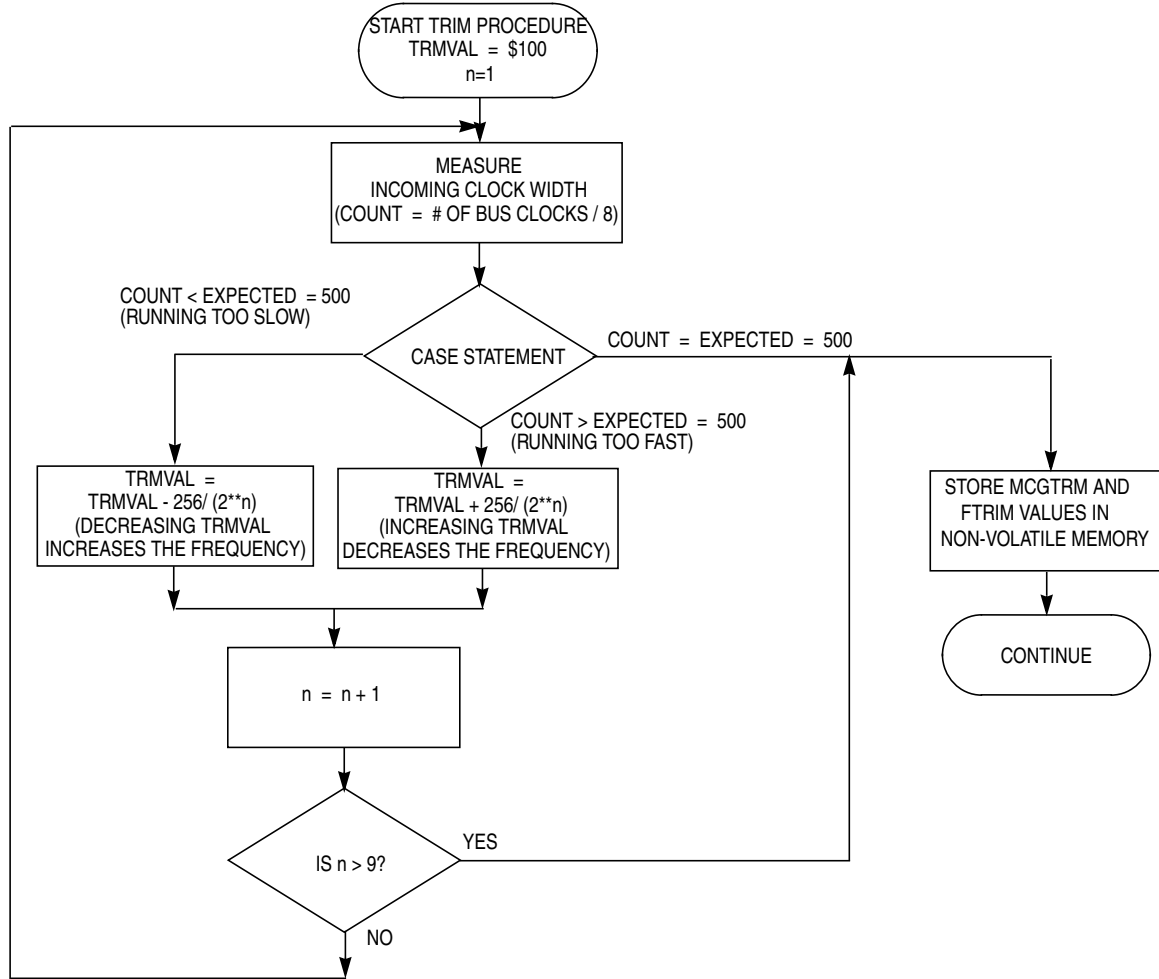 START TRIM PROCEDURE
TRMVAL = $100
n=1
MEASURE
INCOMING CLOCK WIDTH
(COUNT = # OF BUS CLOCKS / 8)
COUNT < EXPECTED = 500
(RUNNING TOO SLOW)
CASE STATEMENT
COUNT = EXPECTED = 500
COUNT > EXPECTED = 500
(RUNNING TOO FAST)
TRMVAL =
TRMVAL - 256/ (2**n)
(DECREASING TRMVAL
INCREASES THE FREQUENCY)
TRMVAL =
TRMVAL + 256/ (2**n)
(INCREASING TRMVAL
DECREASES THE FREQUENCY)
STORE MCGTRM AND
FTRIM VALUES IN
NON-VOLATILE MEMORY
CONTINUE
n = n + 1
IS n > 9?
YES
NO